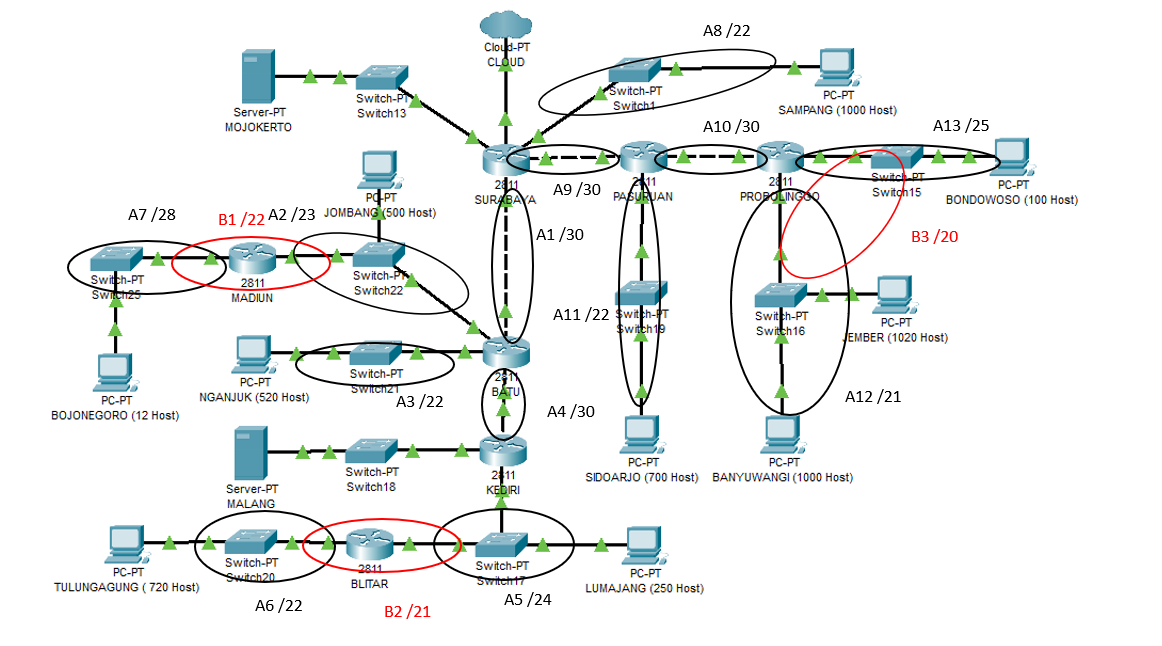 Cloud-PT
CLOUD
A8 /22
Server-PT
MOJOKERTO
Switch-PT
Switch13
Switch-PT
Switch1
PC-PT
SAMPANG (1000 Host)
2811
SURABAYA
A9 /30
2811
PASURUAN
A10 /30
2811
PROBOLINGGO
A13 /25
Switch-PT
Switch15
PC-PT
BONDOWOSO (100 Host)
PC-PT
JOMBANG (500 Host)
A7 /28
B1 /22
A2 /23
A1 /30
B3 /20
Switch-PT
Switch25
2811
MADIUN
Switch-PT
Switch22
A11 /22
Switch-PT
Switch19
Switch-PT
Switch16
PC-PT
JEMBER (1020 Host)
PC-PT
BOJONEGORO (12 Host)
PC-PT
NGANJUK (520 Host)
Switch-PT
Switch21
A3 /22
2811
BATU
A4 /30
A12 /21
Server-PT
MALANG
Switch-PT
Switch18
2811
KEDIRI
PC-PT
SIDOARJO (700 Host)
PC-PT
BANYUWANGI (1000 Host)
PC-PT
TULUNGAGUNG ( 720 Host)
Switch-PT
Switch20
2811
BLITAR
Switch-PT
Switch17
PC-PT
LUMAJANG (250 Host)
A6 /22
B2 /21
A5 /24